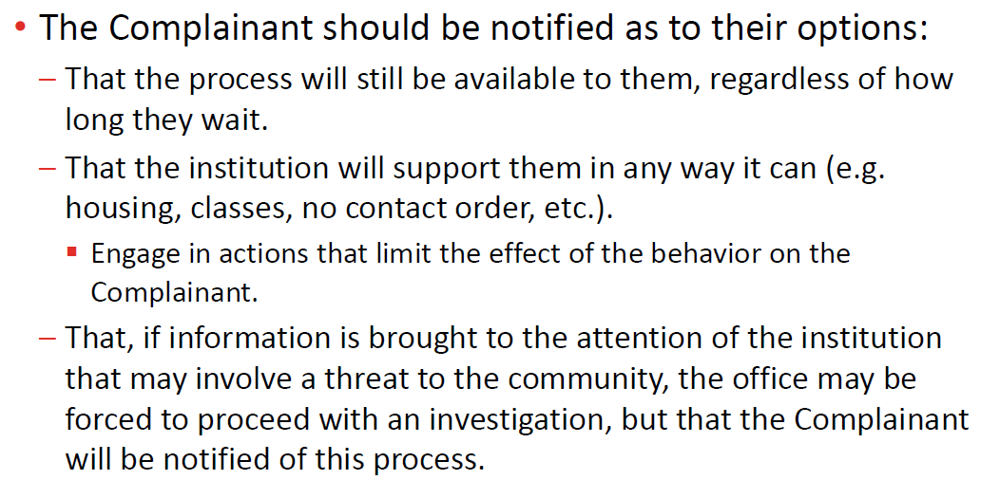 • The Complainant should be notified as to their options:
– That the process will still be available to them, regardless of how
long they wait.
– That the institution will support them in any way it can (e.g.
housing, classes, no contact order, etc.).
▪ Engage in actions that limit the effect of the behavior on the
Complainant.
– That, if information is brought to the attention of the institution
that may involve a threat to the community, the office may be
forced to proceed with an investigation, but that the Complainant
will be notified of this process.